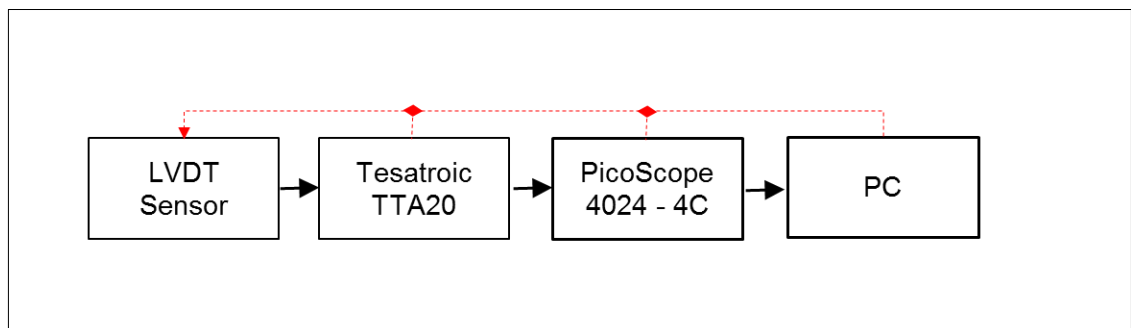 LVDT
Sensor
Tesatroic
TTA20
PicoScope
4024 - 4C
PC